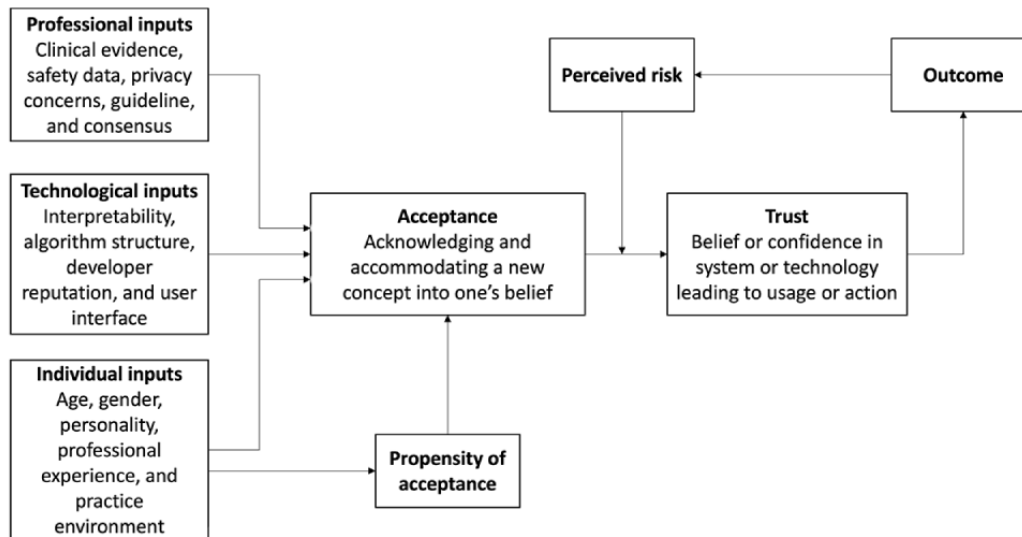 Professional inputs
Clinical evidence,
safety data, privacy
concerns, guideline,
and consensus
Technological inputs
Interpretability,
algorithm structure,
developer
reputation, and user
interface
Individual inputs
Age, gender,
personality,
professional
experience, and
practice
environment
Propensity of
acceptance
Acceptance
Acknowledging and
accommodating a new
concept into one’s belief
Perceived risk
Trust
Belief or confidence in
system or technology
leading to usage or action
Outcome